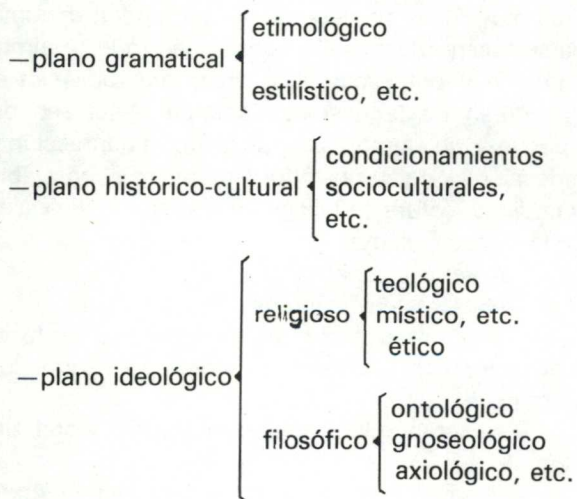 etimológico
—plano gramatical
estilístico, etc.
condicionamientos
—plano histórico-cultural socioculturales,
etc.
teológico
religioso místico, etc.
ético
—plano ideológico
ontológico
filosófico gnoseológico
axiológico, etc.